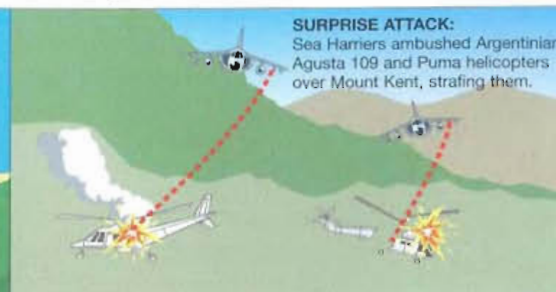 SURPRISE ATTACK:
Sea Harriers ambushed Argentinian
Agusta 109 and Puma helicopters
over Mount Kent, strafing them.